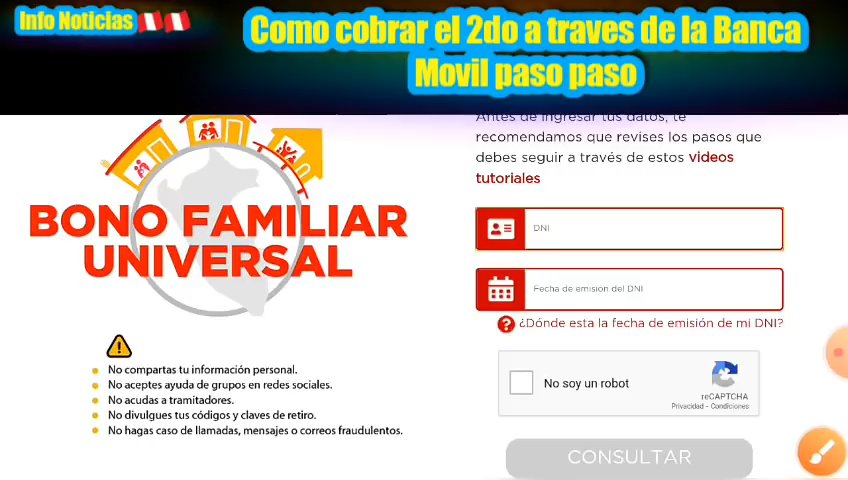 Info Noticias
Como cobrar el 2do a traves de la Banca
Movil paso paso
Antes de ingresar tus datos, te
recomendamos que revises los pasos que
debes seguir a través de estos videos
tutoriales
BONO FAMILIAR
UNIVERSAL
DNI
Fecha de emisión del DNI
¿Dónde esta la fecha de emisión de mi DNI?
No compartas tu información personal.
No aceptes ayuda de grupos en redes sociales.
No acudas a tramitadores.
No divulgues tus códigos y claves de retiro.
No hagas caso de llamadas, mensajes o correos fraudulentos.
No soy un robot
reCAPTCHA
Privacidad - Condiciones
CONSULTAR